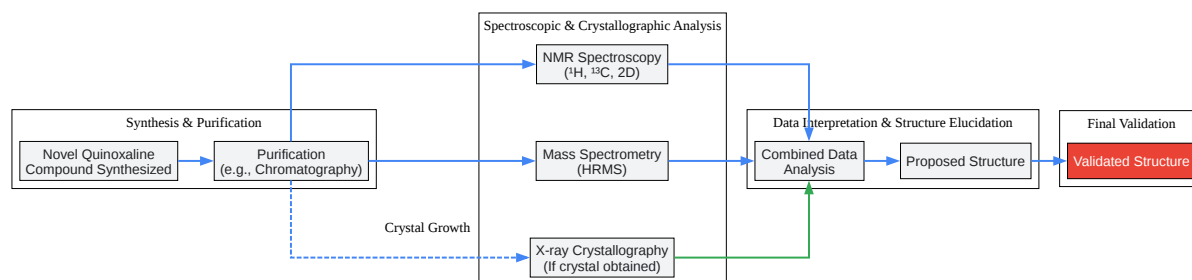 Spectroscopic & Crystallographic Analysis
NMR Spectroscopy
(¹H, ¹³C, 2D)
Synthesis & Purification
Novel Quinoxaline
Compound Synthesized
Purification
(e.g., Chromatography)
Mass Spectrometry
(HRMS)
Crystal Growth
X-ray Crystallography
(If crystal obtained)
Data Interpretation & Structure Elucidation
Combined Data
Analysis
Proposed Structure
Final Validation
Validated Structure